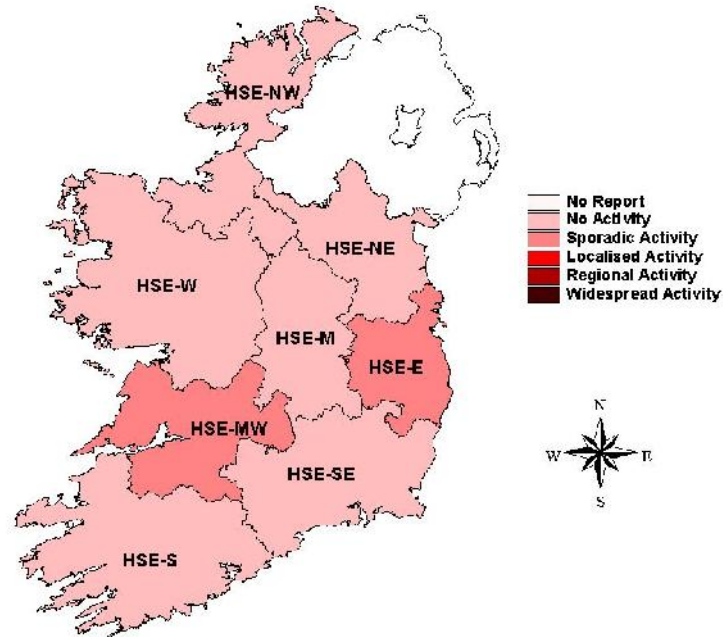 HSE-NW
HSE-NE
HSE-W
HSE-M
HSE-E
HSE-MW
HSE-SE
HSE-S
No Report
No Activity
Sporadic Activity
Localised Activity
Regional Activity
Widespread Activity
N
W E
S